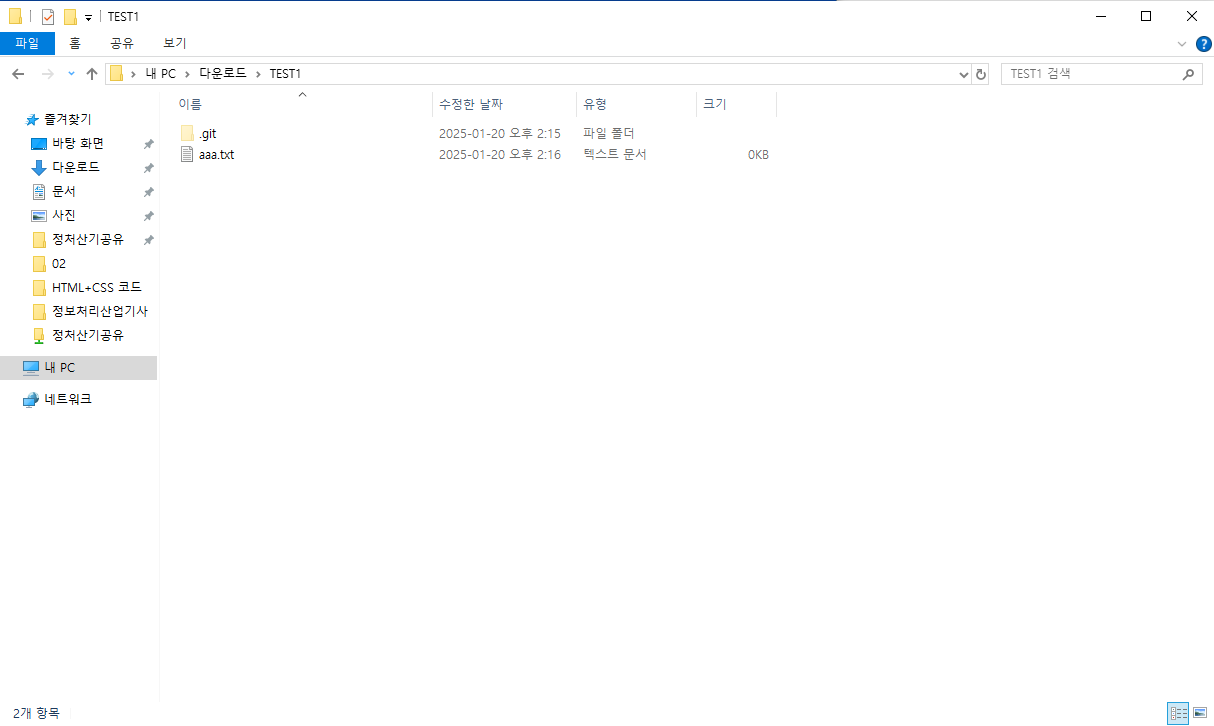 TEST1
파일 홈 공유 보기
내 PC 다운로드 TEST1
TEST1 검색
이름 수정한 날짜 유형 크기
.git 2025-01-20 오후 2:15 파일 폴더
aaa.txt 2025-01-20 오후 2:16 텍스트 문서 0KB
즐겨찾기
바탕 화면
다운로드
문서
사진
정처산기공유
02
HTML+CSS 코드
정보처리산업기사
정처산기공유
내 PC
네트워크
2개 항목